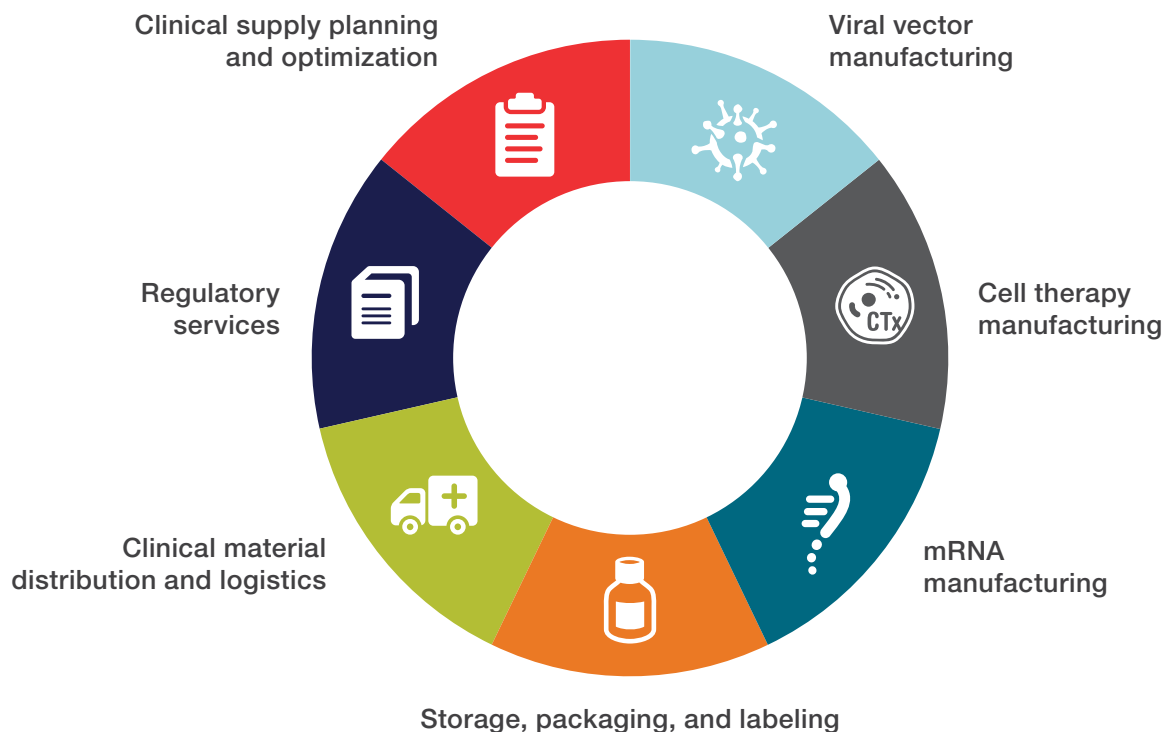 Clinical supply planning
and optimization
Viral vector
manufacturing
Regulatory
services
CTx
Cell therapy
manufacturing
Clinical material
distribution and logistics
mRNA
manufacturing
Storage, packaging, and labeling